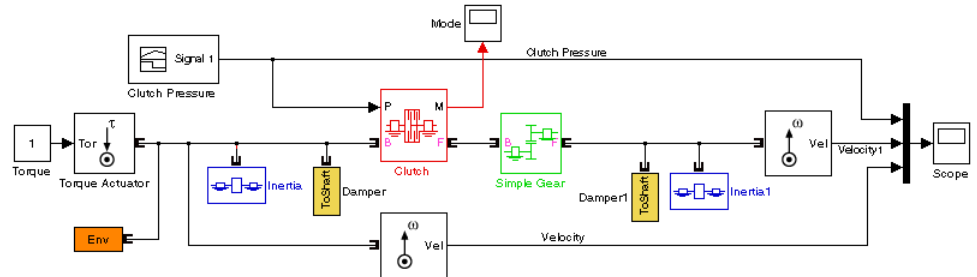 Mode
Signal 1
Clutch Pressure
Clutch Pressure
P
M
B
F
Clutch
1
Torque
Tor
τ
Torque Actuator
B
F
Simple Gear
ω
Vel
Velocity1
Scope
Inertia
ToShaft
Damper
Damper1
ToShaft
Inertia1
Env
ω
Vel
Velocity